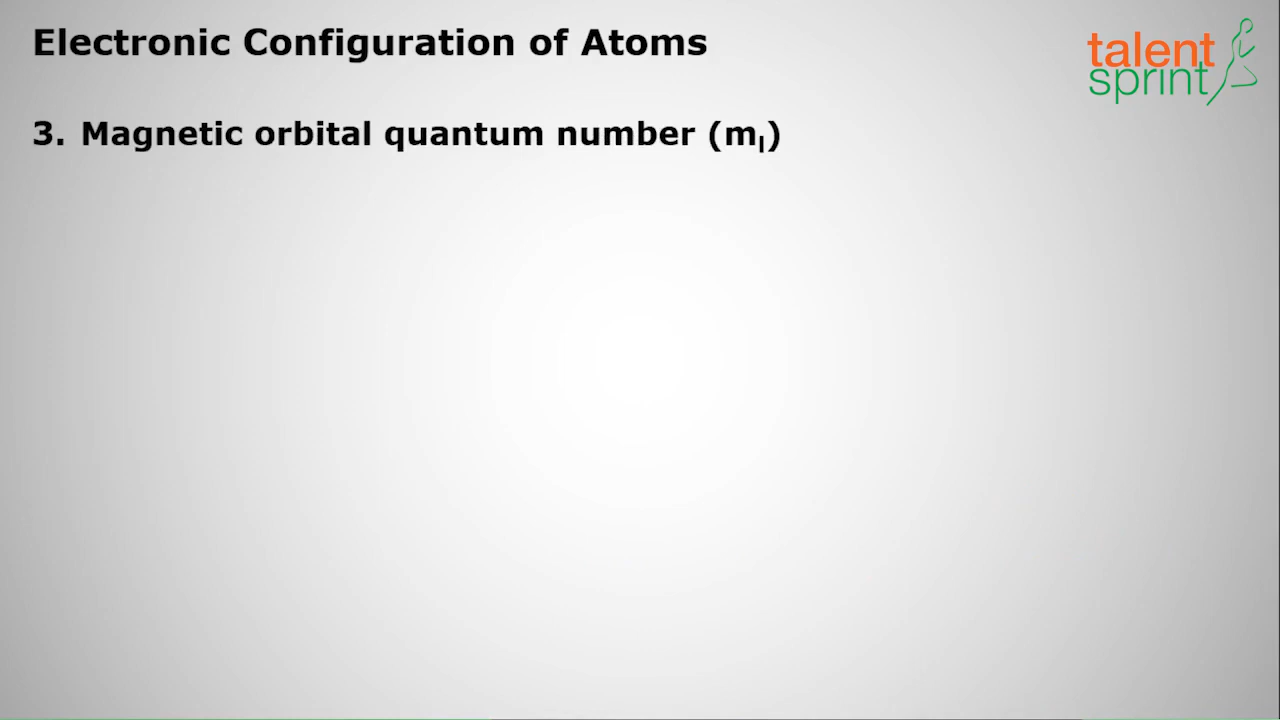 Electronic Configuration of Atoms
talent
sprint
3. Magnetic orbital quantum number (mₗ)